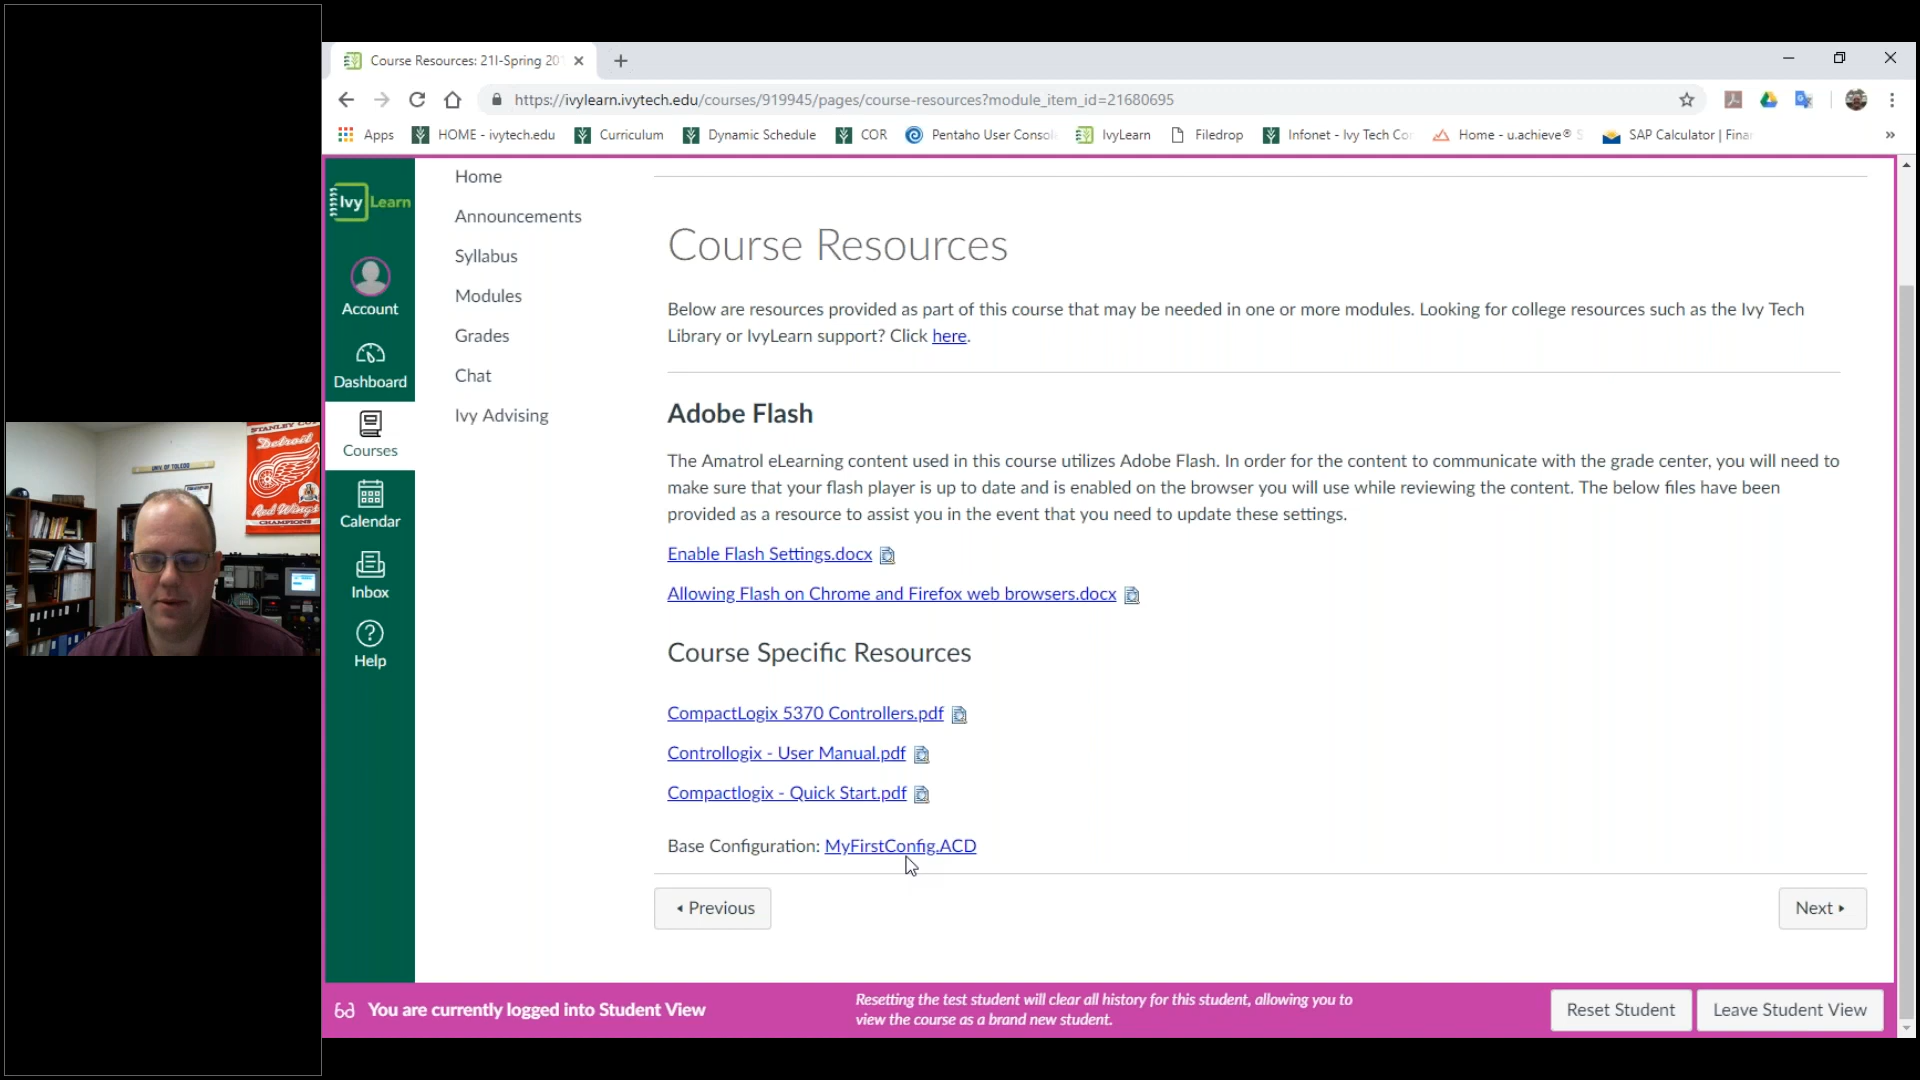 Course Resources: 21I-Spring 20
https://ivylearn.ivytech.edu/courses/919945/pages/course-resources?module_item_id=21680695
Apps HOME - ivytech.edu Curriculum Dynamic Schedule COR Pentaho User Consol IvyLearn Filedrop Infonet - Ivy Tech Co Home - u.achieve® S SAP Calculator | Finan
Ivy Learn
Account
Dashboard
Courses
Calendar
Inbox
Help
Home
Announcements
Syllabus
Modules
Grades
Chat
Ivy Advising
Course Resources
Below are resources provided as part of this course that may be needed in one or more modules. Looking for college resources such as the Ivy Tech
Library or IvyLearn support? Click here.
Adobe Flash
The Amatrol eLearning content used in this course utilizes Adobe Flash. In order for the content to communicate with the grade center, you will need to
make sure that your flash player is up to date and is enabled on the browser you will use while reviewing the content. The below files have been
provided as a resource to assist you in the event that you need to update these settings.
Enable Flash Settings.docx
Allowing Flash on Chrome and Firefox web browsers.docx
Course Specific Resources
CompactLogix 5370 Controllers.pdf
Controllogix - User Manual.pdf
Compactlogix - Quick Start.pdf
Base Configuration: MyFirstConfig.ACD
Previous
Next
You are currently logged into Student View
Resetting the test student will clear all history for this student, allowing you to
view the course as a brand new student.
Reset Student
Leave Student View
UNIV. OF TOLEDO
STANLEY CUP
Detroit
Red Wings
CHAMPIONS